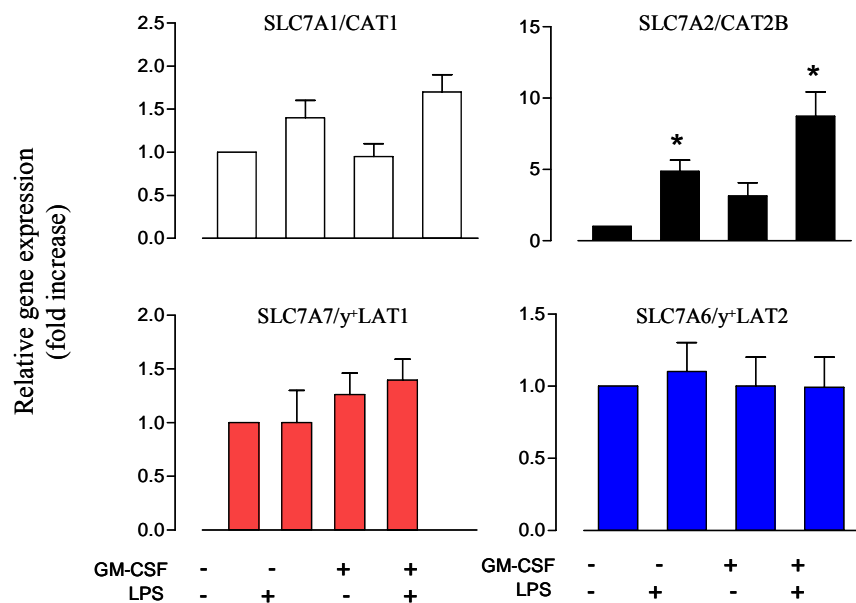 SLC7A1/CAT1
2.5
2.0
1.5
1.0
0.5
0.0
SLC7A2/CAT2B
15
10
5
0
*
*
Relative gene expression
(fold increase)
SLC7A7/y⁺LAT1
2.0
1.5
1.0
0.5
0.0
SLC7A6/y⁺LAT2
1.5
1.0
0.5
0.0
GM-CSF - - + +
LPS - + - +
GM-CSF - - + +
LPS - + - +